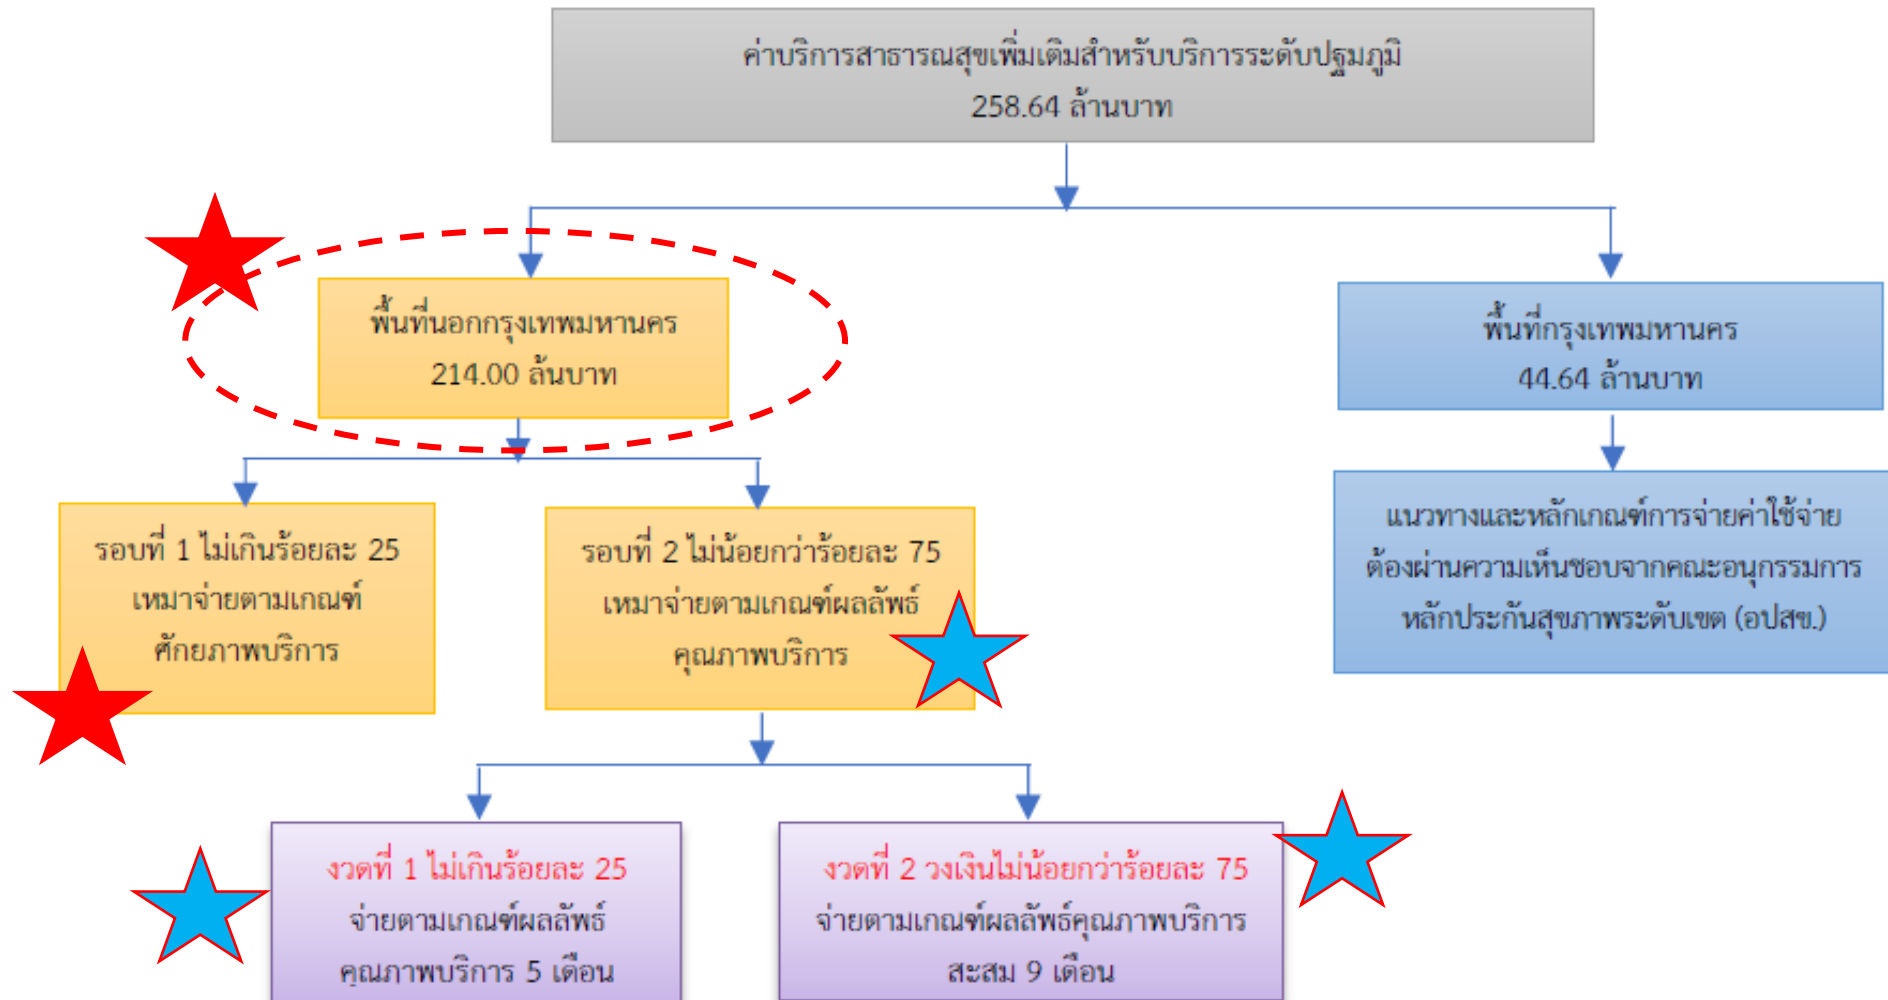 ค่าบริการสาธารณสุขเพิ่มเติมสำหรับบริการระดับปฐมภูมิ
258.64 ล้านบาท
พื้นที่นอกกรุงเทพมหานคร
214.00 ล้นบาท
พื้นที่กรุงเทพมหานคร
44.64 ล้านบาท
รอบที่ 1 ไม่เกินร้อยละ 25
เหมาจ่ายตามเกณฑ์
ศักยภาพบริการ
รอบที่ 2 ไม่น้อยกว่าร้อยละ 75
เหมาจ่ายตามเกณฑ์ผลลัพธ์
คุณภาพบริการ
แนวทางและหลักเกณฑ์การจ่ายค่าใช้จ่าย
ต้องผ่านความเห็นชอบจากคณะอนุกรรมการ
หลักประกันสุขภาพระดับเขต (อปสข.)
งวดที่ 1 ไม่เกินร้อยละ 25
จ่ายตามเกณฑ์ผลลัพธ์
คุณภาพบริการ 5 เดือน
งวดที่ 2 วงเงินไม่น้อยกว่าร้อยละ 75
จ่ายตามเกณฑ์ผลลัพธ์คุณภาพบริการ
สะสม 9 เดือน